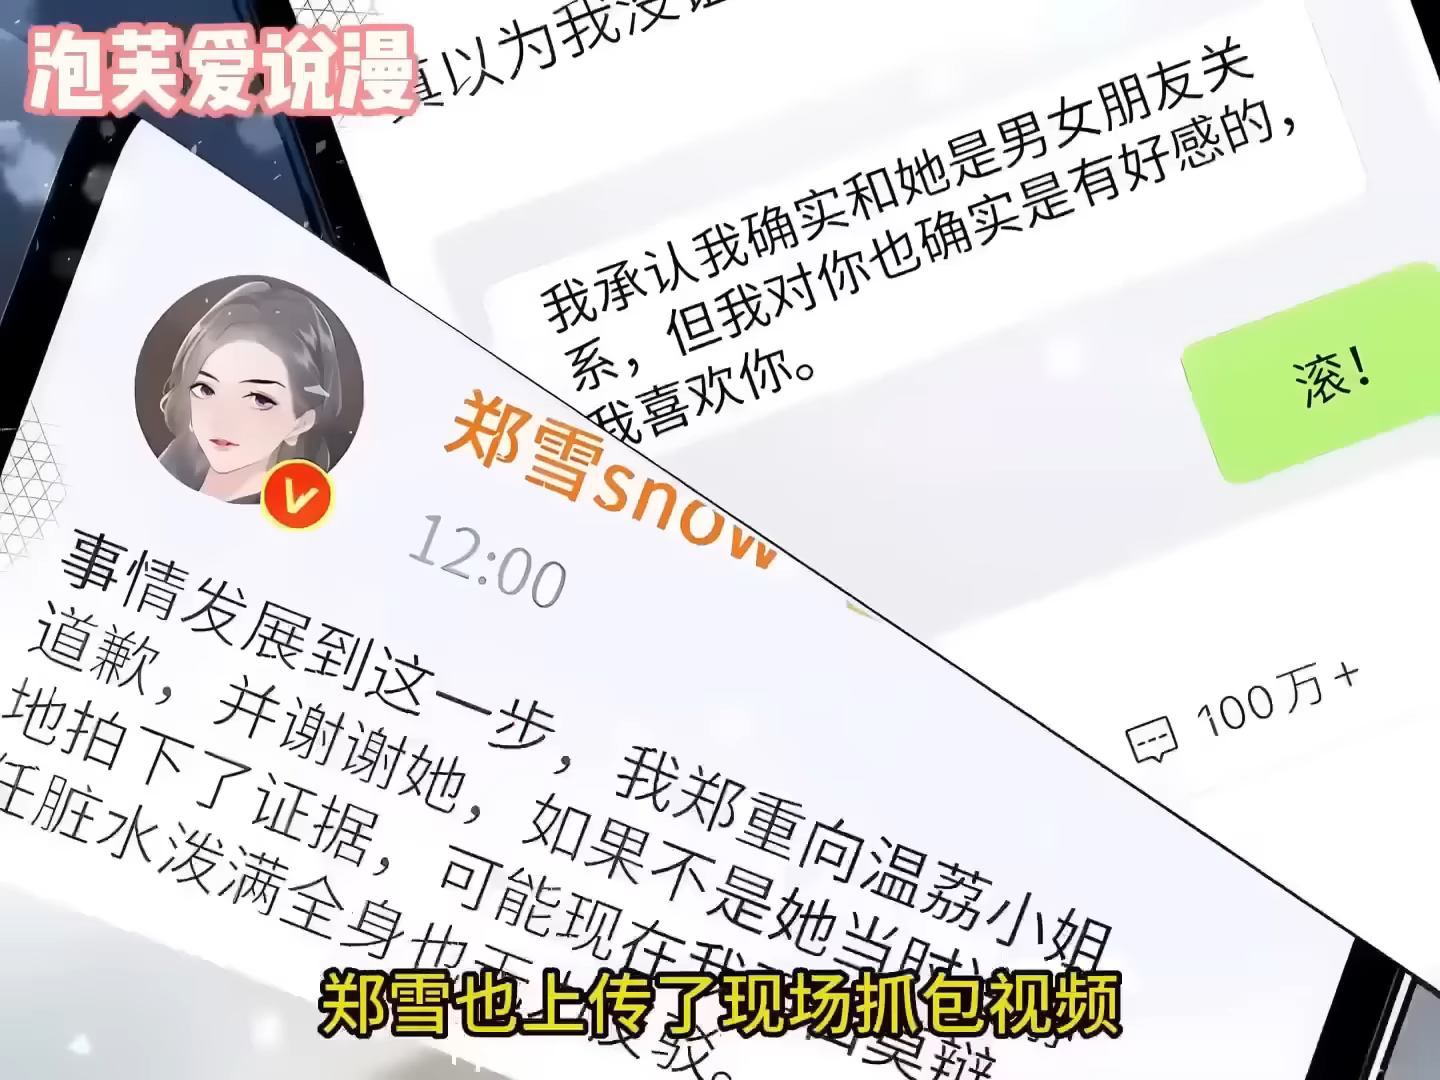 泡芙爱说漫
真以为我没证
我承认我确实和她是男女朋友关
系，但我对你也确实是有好感的，
我喜欢你。
滚！
100万+
郑雪snow
12:00
事情发展到这一步，我郑重向温荔小姐
道歉，并谢谢她，如果不是她当时
地拍下了证据，可能现在我
任脏水泼满全身也无
郑雪也上传了现场抓包视频